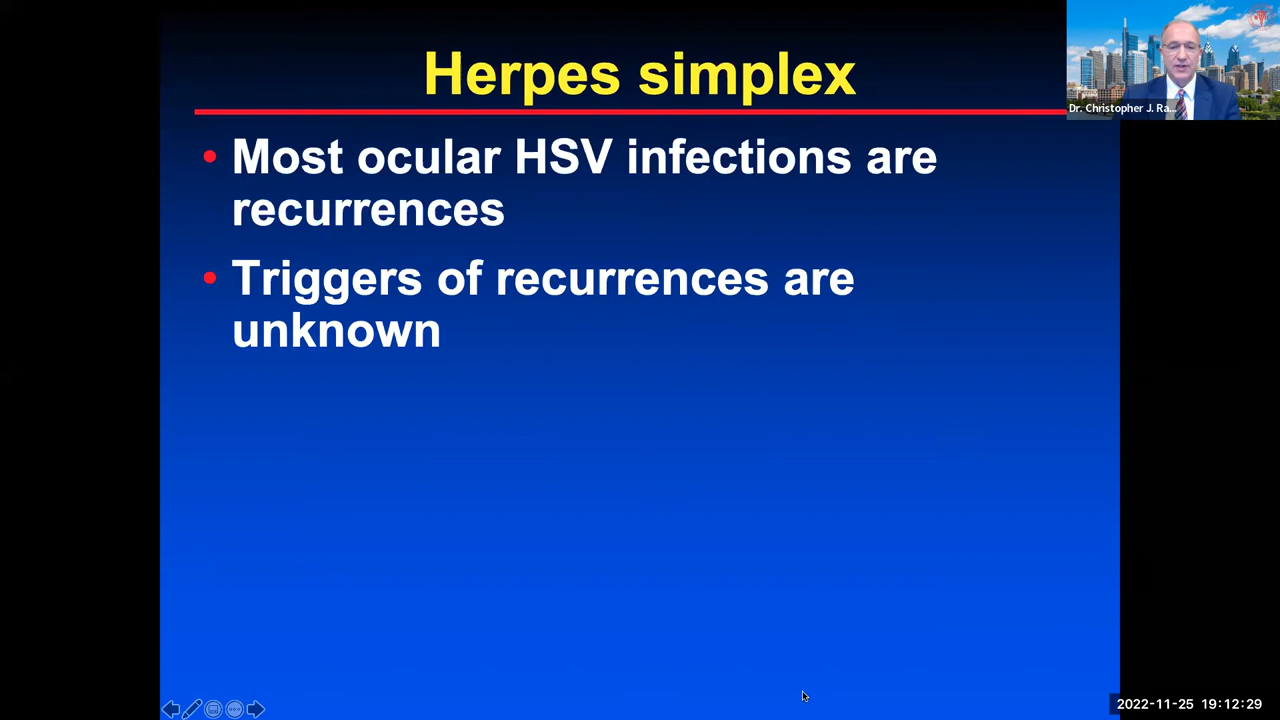 Herpes simplex
Dr. Christopher J. Ra...
• Most ocular HSV infections are
recurrences
• Triggers of recurrences are
unknown
2022-11-25 19:12:29